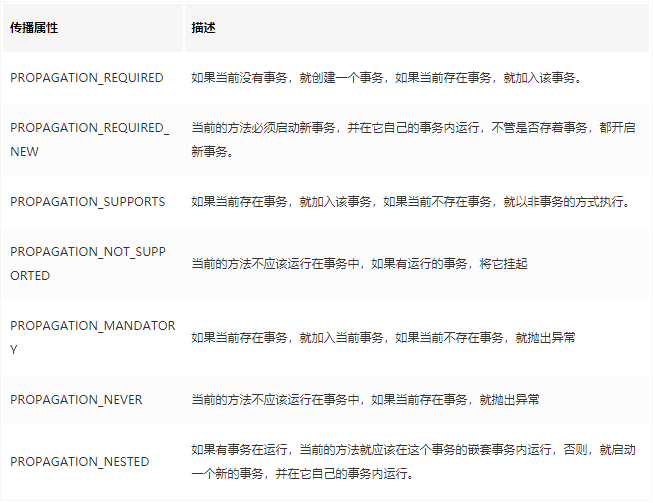 传播属性 描述
PROPAGATION_REQUIRED 如果当前没有事务，就创建一个事务，如果当前存在事务，就加入该事务。
PROPAGATION_REQUIRED_
NEW
当前的方法必须启动新事务，并在它自己的事务内运行，不管是否存着事务，都开启
新事务。
PROPAGATION_SUPPORTS 如果当前存在事务，就加入该事务，如果当前不存在事务，就以非事务的方式执行。
PROPAGATION_NOT_SUPP
ORTED
当前的方法不应该运行在事务中，如果有运行的事务，将它挂起
PROPAGATION_MANDATOR
Y
如果当前存在事务，就加入当前事务，如果当前不存在事务，就抛出异常
PROPAGATION_NEVER 当前的方法不应该运行在事务中，如果当前存在事务，就抛出异常
PROPAGATION_NESTED
如果有事务在运行，当前的方法就应该在这个事务的嵌套事务内运行，否则，就启动
一个新的事务，并在它自己的事务内运行。